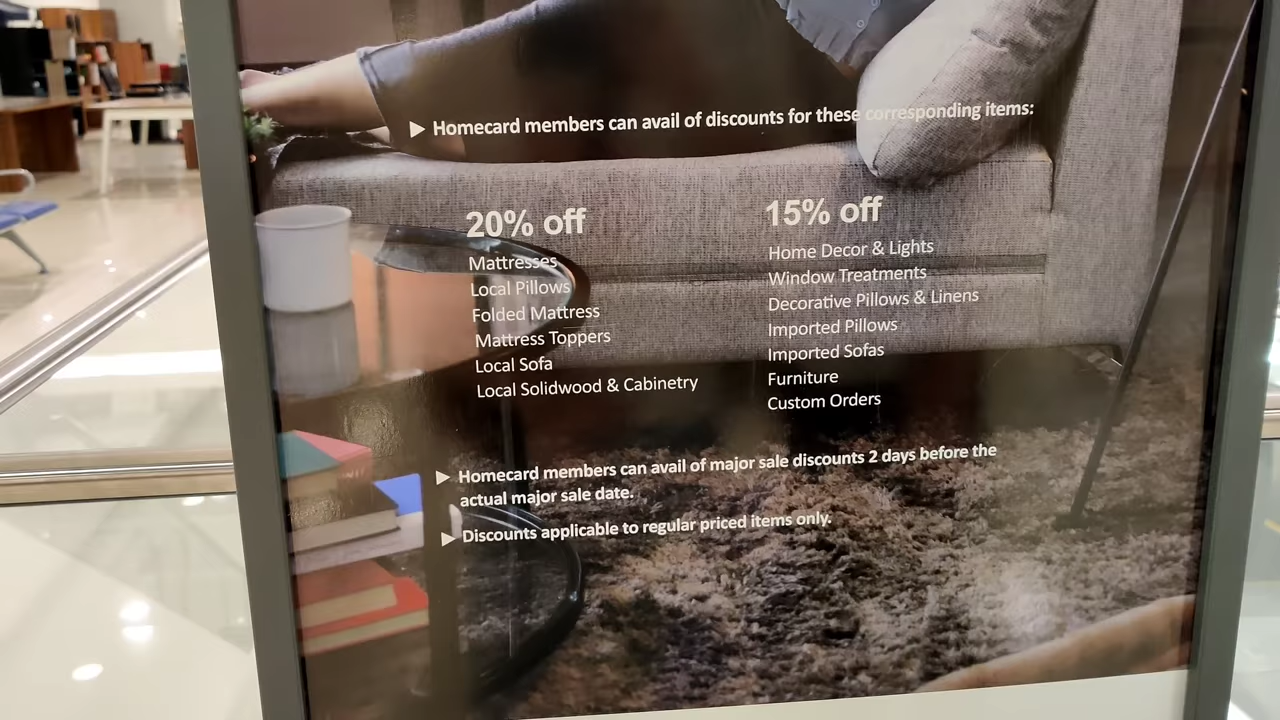 ▶ Homecard members can avail of discounts for these corresponding items:
20% off
Mattresses
Local Pillows
Folded Mattress
Mattress Toppers
Local Sofa
Local Solidwood & Cabinetry
15% off
Home Decor & Lights
Window Treatments
Decorative Pillows & Linens
Imported Pillows
Imported Sofas
Furniture
Custom Orders
▶ Homecard members can avail of major sale discounts 2 days before the
actual major sale date.
▶ Discounts applicable to regular priced items only.